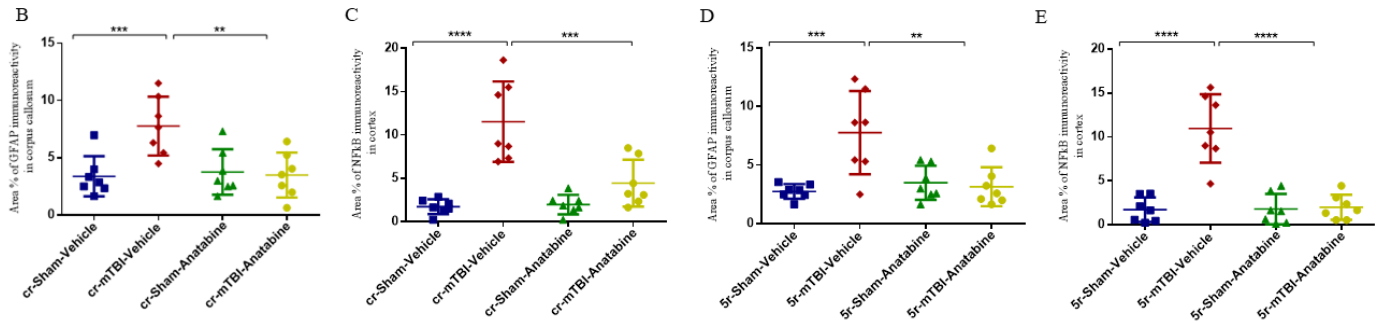 B
Area % of GFAP immunoreactivity
in corpus callosum
15
10
5
0
***
**
cr-Sham-Vehicle
cr-mTBI-Vehicle
cr-Sham-Anatabine
cr-mTBI-Anatabine
C
Area % of NFkB immunoreactivity
in cortex
20
15
10
5
0
****
***
cr-Sham-Vehicle
cr-mTBI-Vehicle
cr-Sham-Anatabine
cr-mTBI-Anatabine
D
Area % of GFAP immunoreactivity
in corpus callosum
15
10
5
0
***
**
5r-Sham-Vehicle
5r-mTBI-Vehicle
5r-Sham-Anatabine
5r-mTBI-Anatabine
E
Area % of NFkB immunoreactivity
in cortex
20
15
10
5
0
****
****
5r-Sham-Vehicle
5r-mTBI-Vehicle
5r-Sham-Anatabine
5r-mTBI-Anatabine